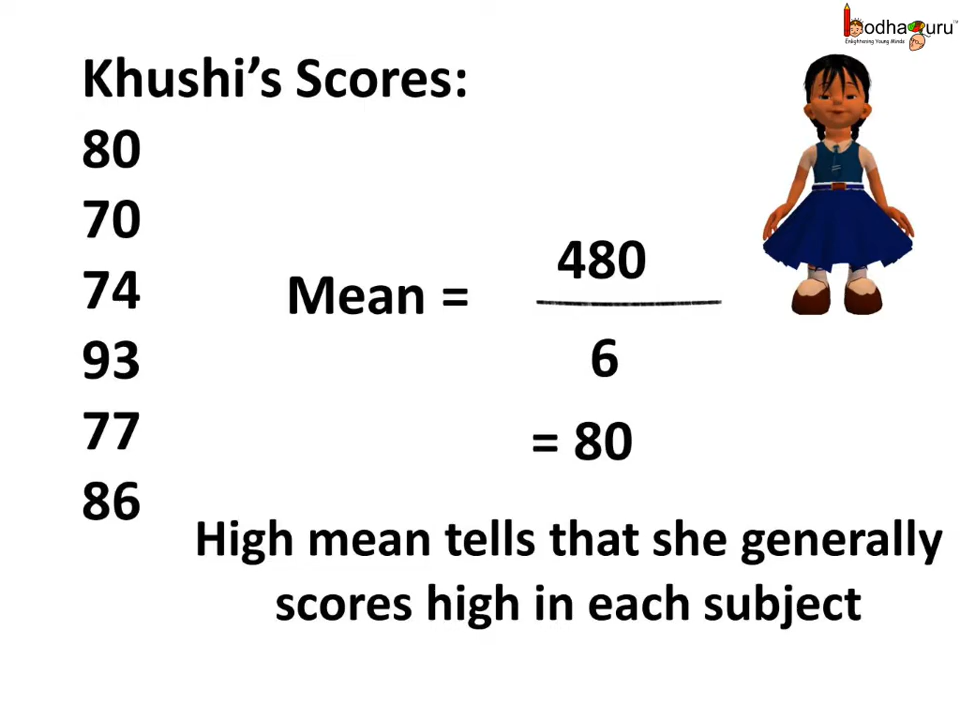 bodhaguru™
Enlightening Young Minds
Khushi's Scores:
80
70
74
93
77
86
Mean =
480
6
= 80
High mean tells that she generally
scores high in each subject